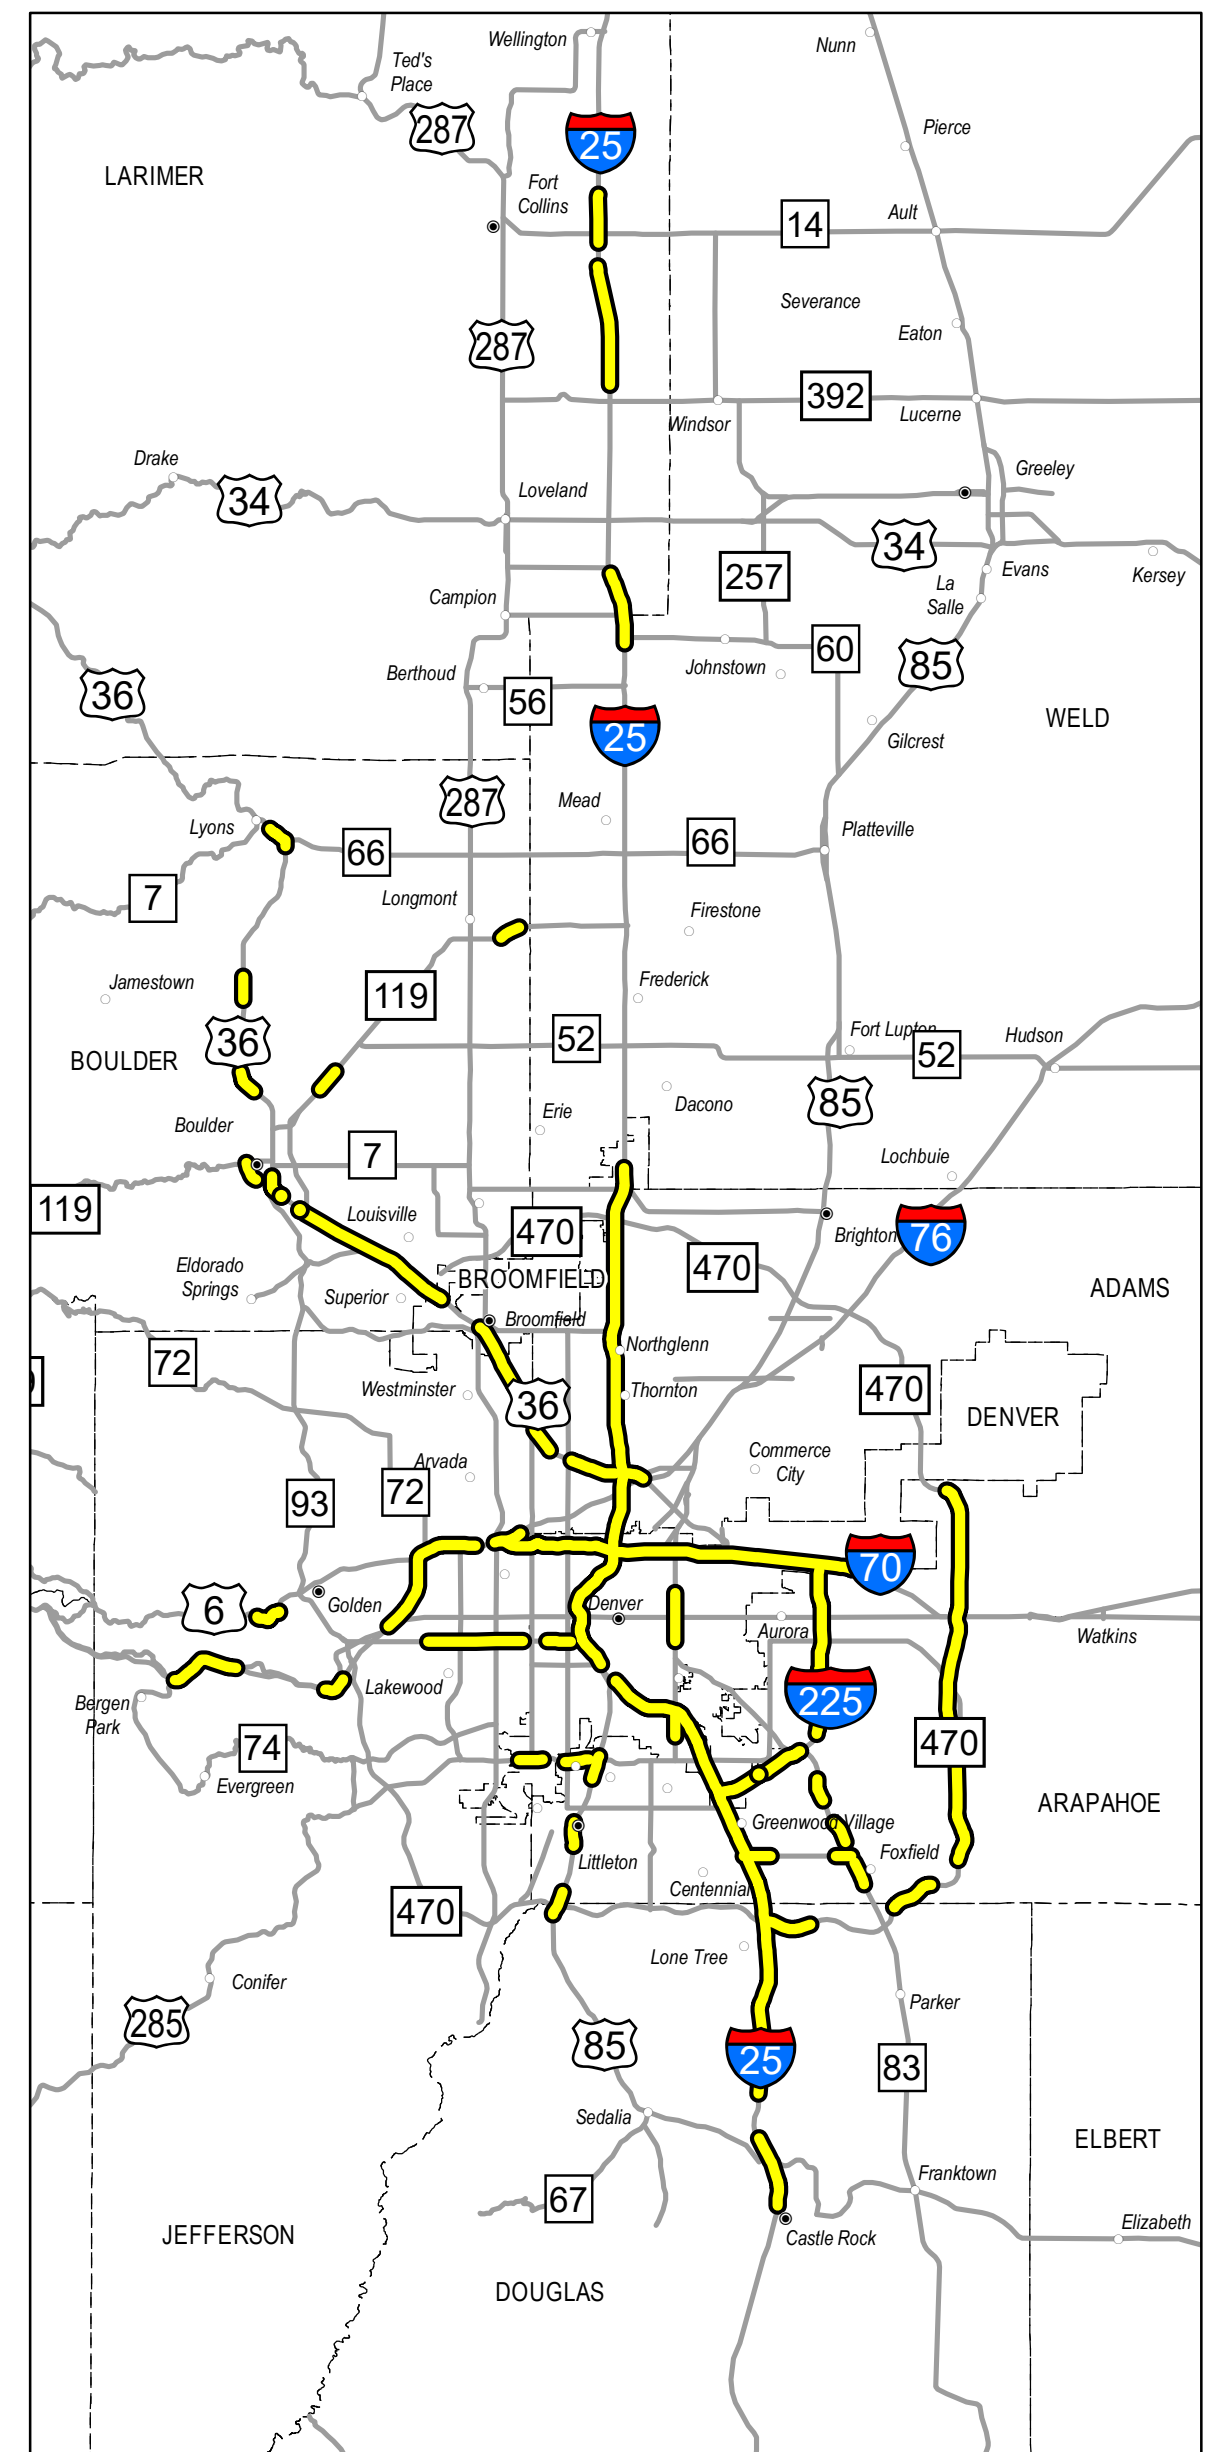 Wellington
Nunn
Ted's
Place
287
25
Pierce
LARIMER
Fort
Collins
14
Ault
Severance
287
Eaton
392
Windsor
Lucerne
Drake
34
Loveland
Greeley
34
257
Evans
Kersey
La
Salle
Campion
60
85
Johnstown
Berthoud
36
56
25
WELD
Gilcrest
287
Mead
Lyons
66
66
Platteville
7
Longmont
Firestone
Jamestown
119
Frederick
36
52
Fort Lupton
52
Hudson
BOULDER
85
Dacono
Erie
Boulder
7
Lochbuie
119
Louisville
470
Brighton
76
470
Eldorado
Springs
BROOMFIELD
ADAMS
Superior
Broomfield
72
Northglenn
470
Westminster
36
Thornton
DENVER
Arvada
Commerce
City
72
93
70
6
Golden
Denver
Aurora
Watkins
Lakewood
225
Bergen
Park
74
470
Evergreen
ARAPAHOE
Greenwood Village
Littleton
Foxfield
Centennial
470
Lone Tree
Conifer
Parker
285
85
25
83
Sedalia
ELBERT
67
Franktown
Castle Rock
Elizabeth
JEFFERSON
DOUGLAS